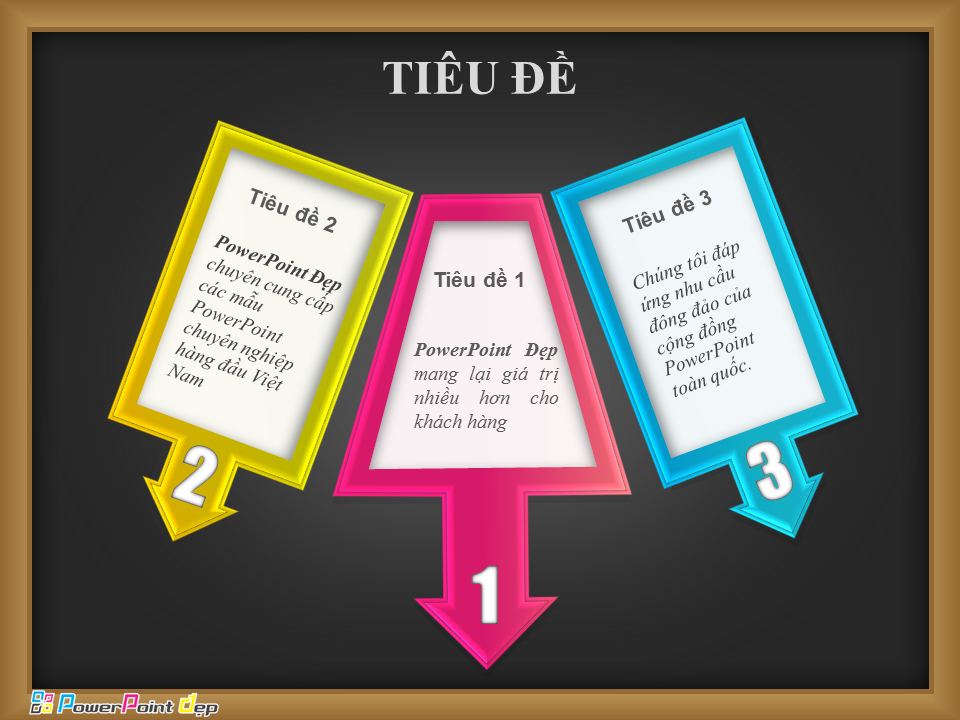 TIÊU ĐỀ
Tiêu đề 2
PowerPoint Đẹp
chuyên cung cấp
các mẫu
PowerPoint
chuyên nghiệp
hàng đầu Việt
Nam
2
Tiêu đề 1
PowerPoint Đẹp
mang lại giá trị
nhiều hơn cho
khách hàng
1
Tiêu đề 3
Chúng tôi đáp
ứng nhu cầu
đông đảo của
cộng đồng
PowerPoint
toàn quốc.
3
PowerPoint đẹp